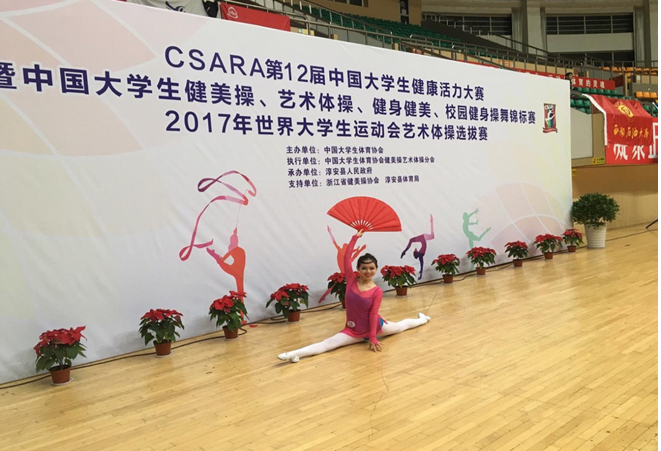 CSARA第12届中国大学生健康活力大赛
暨中国大学生健美操、艺术体操、健身健美、校园健身操舞锦标赛
2017年世界大学生运动会艺术体操选拔赛
主办单位：中国大学生体育协会
执行单位：中国大学生体育协会健美操艺术体操分会
承办单位：淳安县人民政府
支持单位：浙江省健美操协会 淳安县体育局